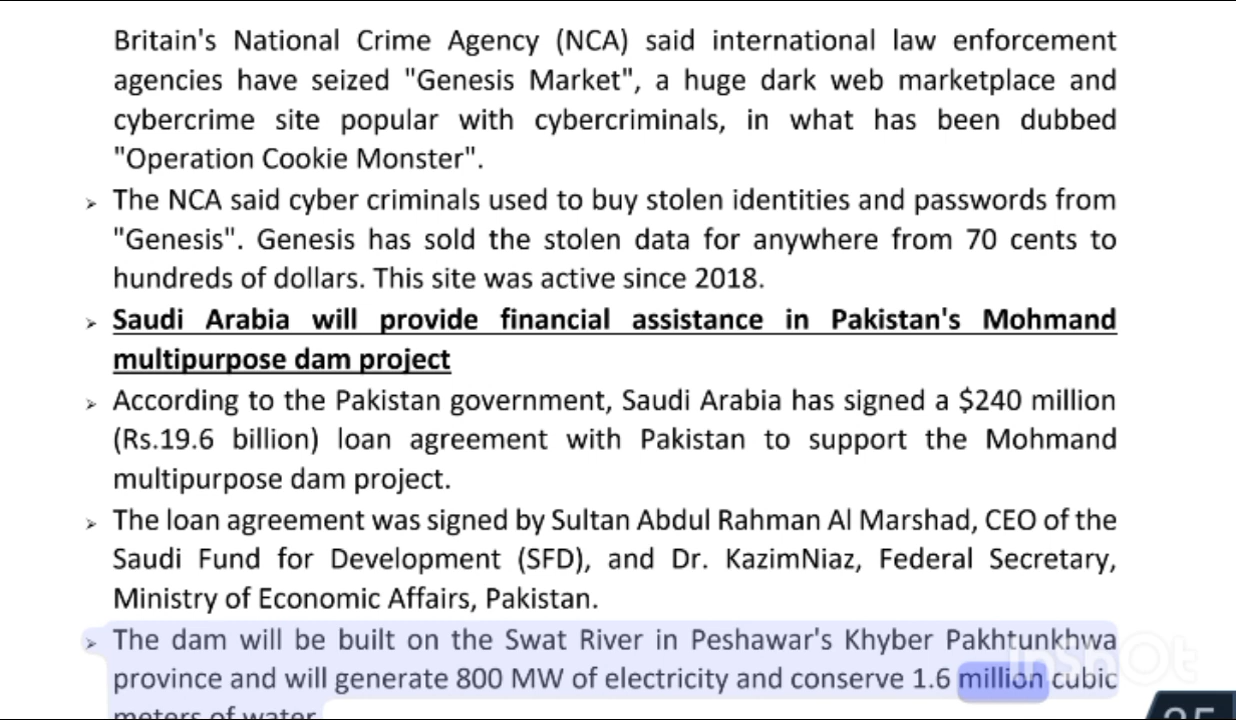 Britain's National Crime Agency (NCA) said international law enforcement
agencies have seized "Genesis Market", a huge dark web marketplace and
cybercrime site popular with cybercriminals, in what has been dubbed
"Operation Cookie Monster".
➢ The NCA said cyber criminals used to buy stolen identities and passwords from
"Genesis". Genesis has sold the stolen data for anywhere from 70 cents to
hundreds of dollars. This site was active since 2018.
➢ Saudi Arabia will provide financial assistance in Pakistan's Mohmand
multipurpose dam project
➢ According to the Pakistan government, Saudi Arabia has signed a $240 million
(Rs.19.6 billion) loan agreement with Pakistan to support the Mohmand
multipurpose dam project.
➢ The loan agreement was signed by Sultan Abdul Rahman Al Marshad, CEO of the
Saudi Fund for Development (SFD), and Dr. KazimNiaz, Federal Secretary,
Ministry of Economic Affairs, Pakistan.
➢ The dam will be built on the Swat River in Peshawar's Khyber Pakhtunkhwa
province and will generate 800 MW of electricity and conserve 1.6 million cubic
meters of water